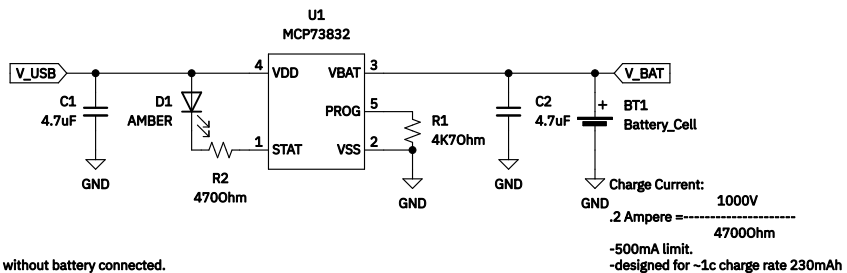 U1
MCP73832
V_USB
4
VDD
VBAT
3
V_BAT
C1
4.7uF
D1
AMBER
PROG
5
C2
4.7uF
+
BT1
Battery_Cell
R1
4K7Ohm
1
STAT
VSS
2
R2
470Ohm
GND
GND
GND
GND
Charge Current:
1000V
.2 Ampere =---------------------
4700Ohm
-500mA limit.
without battery connected.
-designed for ~1c charge rate 230mAh